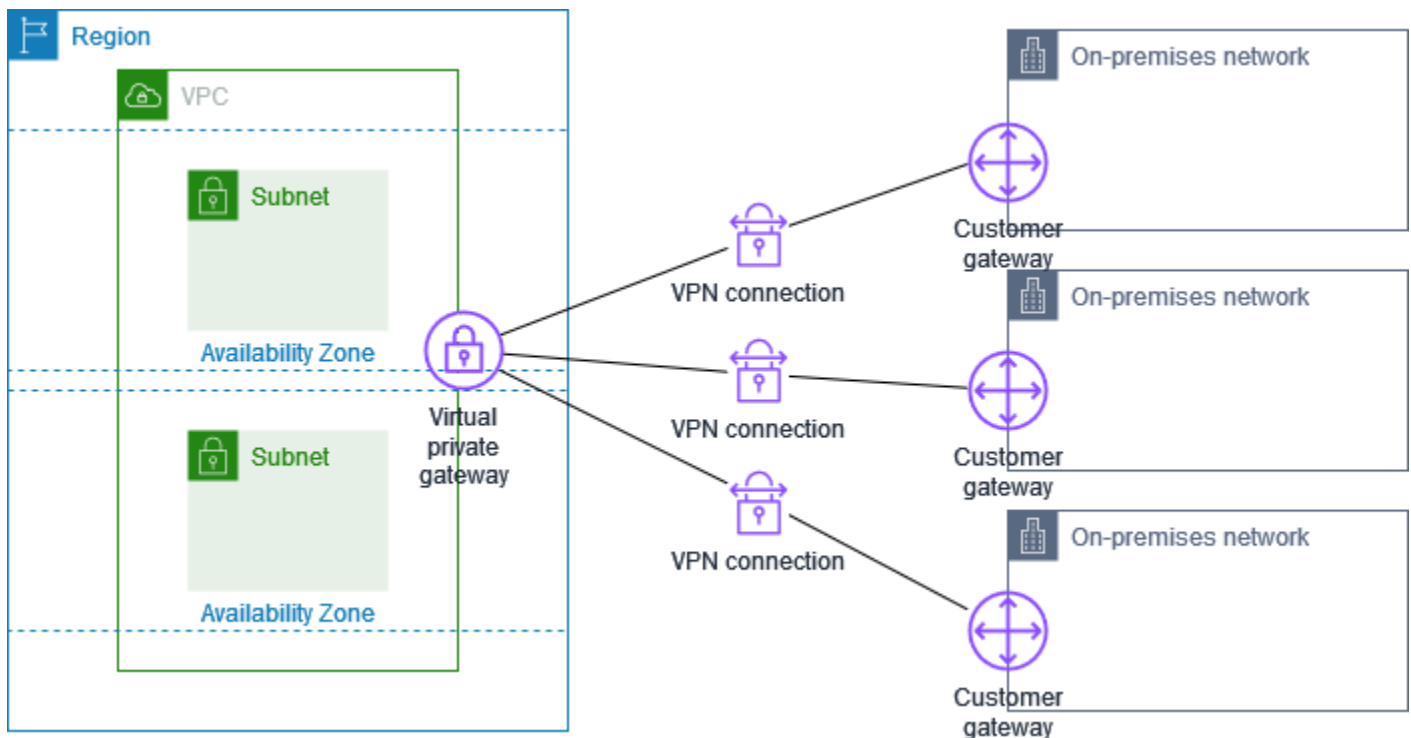 Region
VPC
Subnet
Availability Zone
Virtual
private
gateway
Subnet
Availability Zone
VPN connection
VPN connection
VPN connection
On-premises network
Customer
gateway
On-premises network
Customer
gateway
On-premises network
Customer
gateway